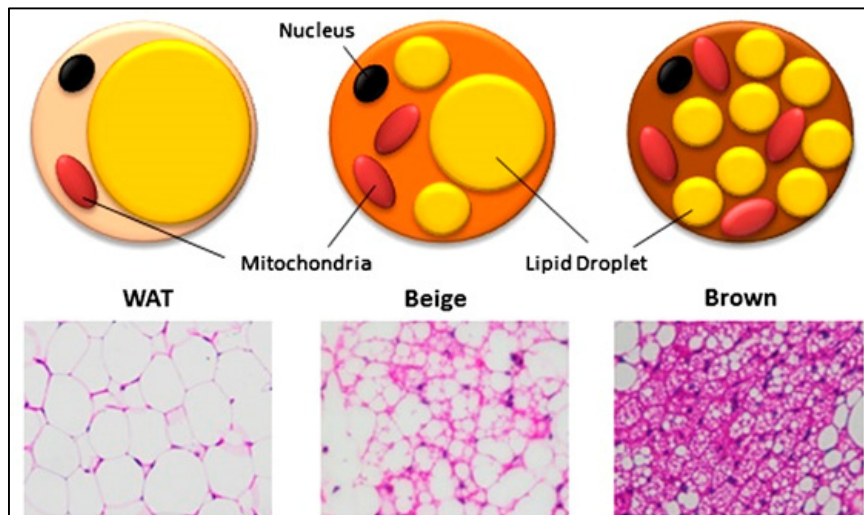 Nucleus
Mitochondria
Lipid Droplet
WAT
Beige
Brown